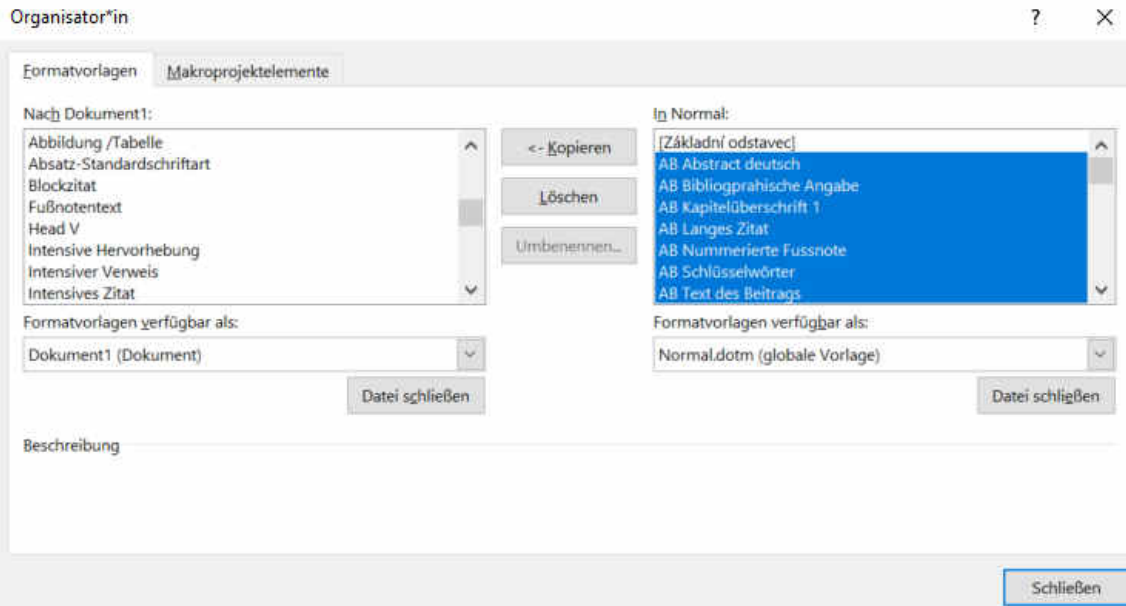 Organisator*in
Formatvorlagen
Makroprojektelemente
Nach Dokument1:
Abbildung /Tabelle
Absatz-Standardschriftart
Blockzitat
Fußnotentext
Head V
Intensive Hervorhebung
Intensiver Verweis
Intensives Zitat
Formatvorlagen verfügbar als:
Dokument1 (Dokument)
Datei schließen
<- Kopieren
Löschen
Umbenennen...
In Normal:
[Základní odstavec]
AB Abstract deutsch
AB Bibliogprahische Angabe
AB Kapitelüberschrift 1
AB Langes Zitat
AB Nummerierte Fussnote
AB Schlüsselwörter
AB Text des Beitrags
Formatvorlagen verfügbar als:
Normal.dotm (globale Vorlage)
Datei schließen
Beschreibung
Schließen